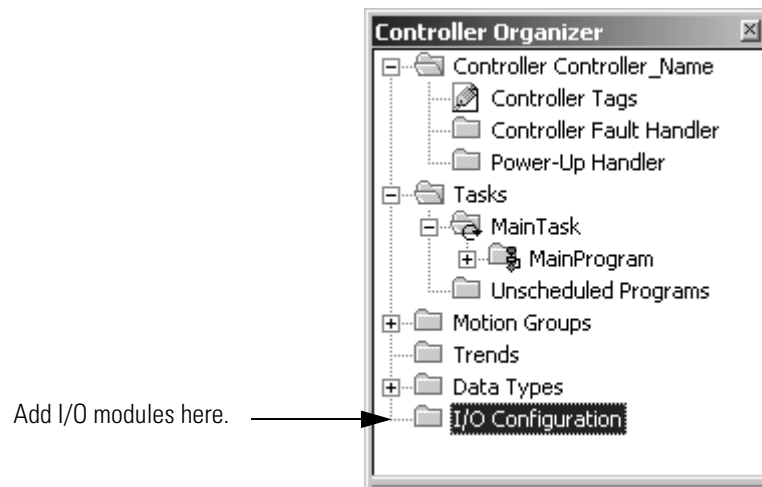 Controller Organizer
Controller Controller_Name
Controller Tags
Controller Fault Handler
Power-Up Handler
Tasks
MainTask
MainProgram
Unscheduled Programs
Motion Groups
Trends
Data Types
Add I/O modules here.
I/O Configuration